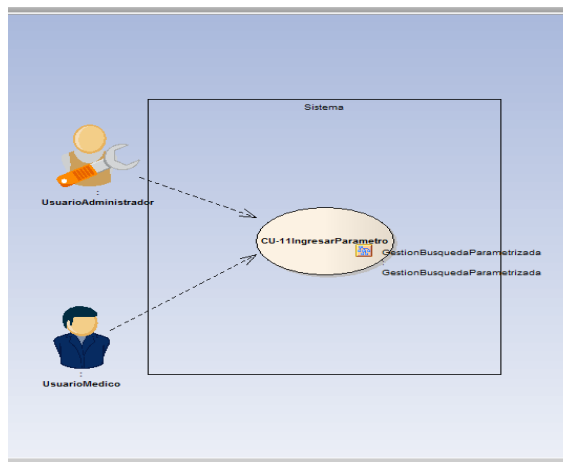 Sistema
:
UsuarioAdministrador
CU-11IngresarParametro
GestionBusquedaParametrizada
:
GestionBusquedaParametrizada
:
UsuarioMedico